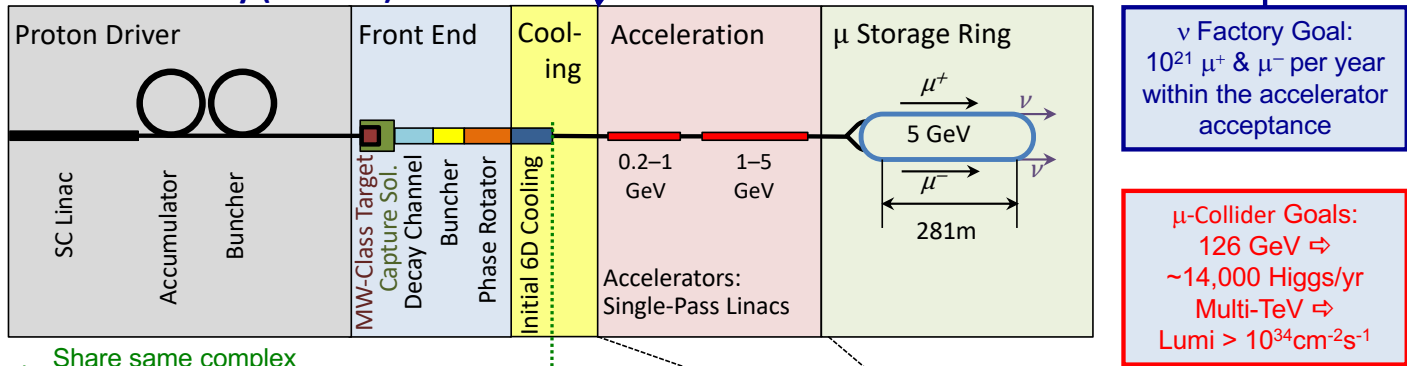 Proton Driver
SC Linac
Accumulator
Buncher
Front End
MW-Class Target
Capture Sol.
Decay Channel
Buncher
Phase Rotator
Cool-
ing
Initial 6D Cooling
Acceleration
0.2–1
GeV
1–5
GeV
Accelerators:
Single-Pass Linacs
μ Storage Ring
μ+
ν
5 GeV
μ−
ν
281m
ν Factory Goal:
10²¹ μ⁺ & μ⁻ per year
within the accelerator
acceptance
μ-Collider Goals:
126 GeV ⇨
~14,000 Higgs/yr
Multi-TeV ⇨
Lumi > 10³⁴cm⁻²s⁻¹
Share same complex